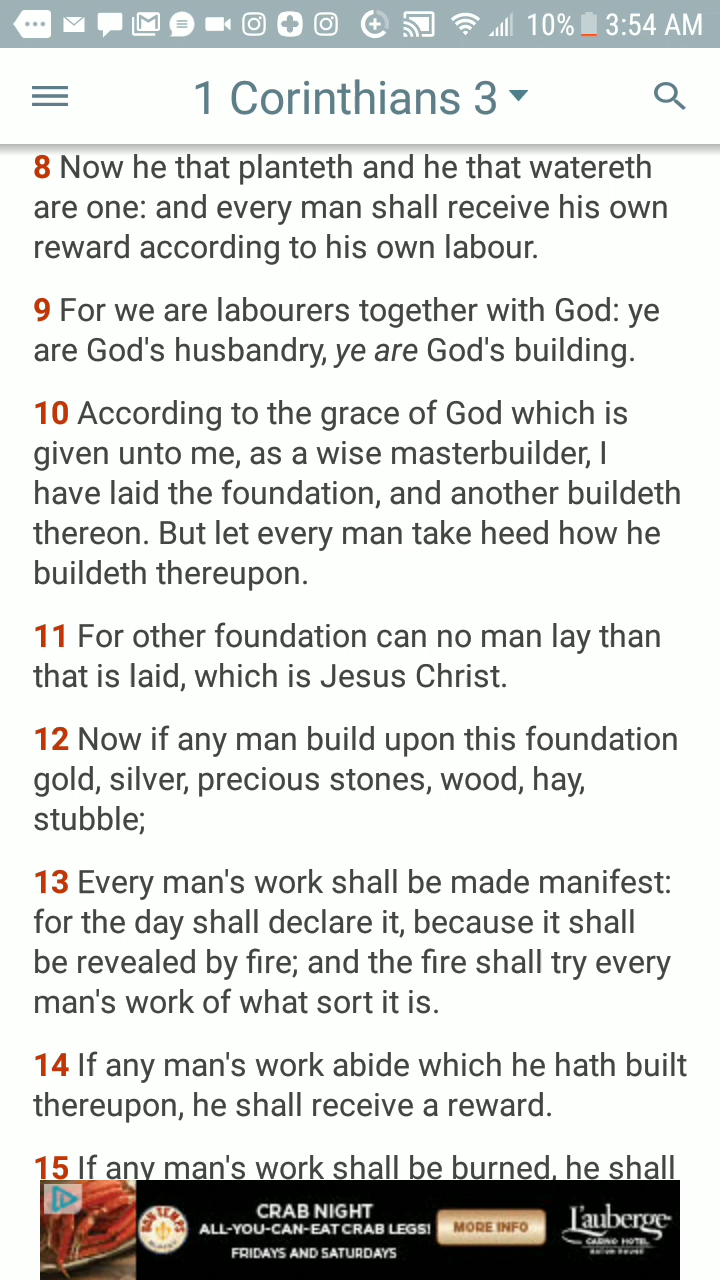 10% 3:54 AM
1 Corinthians 3
8 Now he that planteth and he that watereth
are one: and every man shall receive his own
reward according to his own labour.
9 For we are labourers together with God: ye
are God's husbandry, ye are God's building.
10 According to the grace of God which is
given unto me, as a wise masterbuilder, I
have laid the foundation, and another buildeth
thereon. But let every man take heed how he
buildeth thereupon.
11 For other foundation can no man lay than
that is laid, which is Jesus Christ.
12 Now if any man build upon this foundation
gold, silver, precious stones, wood, hay,
stubble;
13 Every man's work shall be made manifest:
for the day shall declare it, because it shall
be revealed by fire; and the fire shall try every
man's work of what sort it is.
14 If any man's work abide which he hath built
thereupon, he shall receive a reward.
15 If any man's work shall be burned, he shall
CRAB NIGHT
ALL-YOU-CAN-EAT CRAB LEGS!
FRIDAYS AND SATURDAYS
BON TEMPS
MORE INFO
L'auberge
CASINO HOTEL
BATON ROUGE